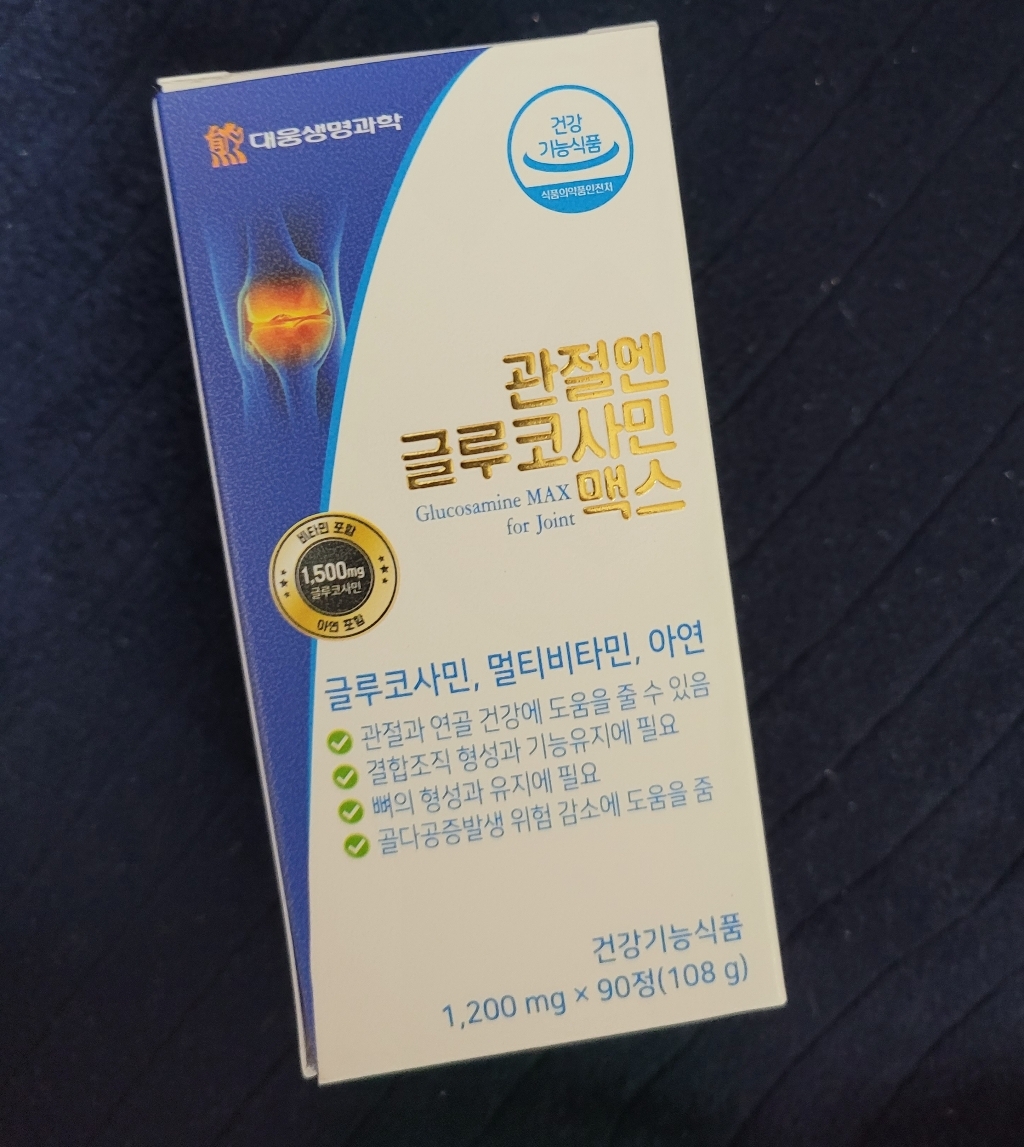 대웅생명과학
건강
기능식품
식품의약품안전처
관절엔
글루코사민
맥스
Glucosamine MAX
for Joint
비타민 포함
1,500mg
글루코사민
아연 포함
글루코사민, 멀티비타민, 아연
관절과 연골 건강에 도움을 줄 수 있음
결합조직 형성과 기능유지에 필요
뼈의 형성과 유지에 필요
골다공증발생 위험 감소에 도움을 줌
건강기능식품
1,200 mg × 90정(108 g)